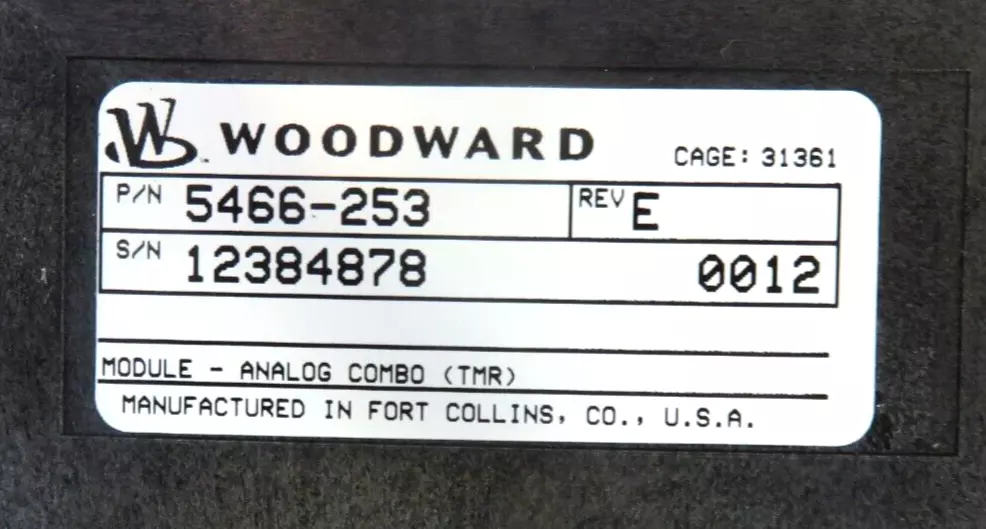 W WOODWARD CAGE: 31361
P/N 5466-253 REV E
S/N 12384878 0012
MODULE - ANALOG COMBO (TMR)
MANUFACTURED IN FORT COLLINS, CO., U.S.A.